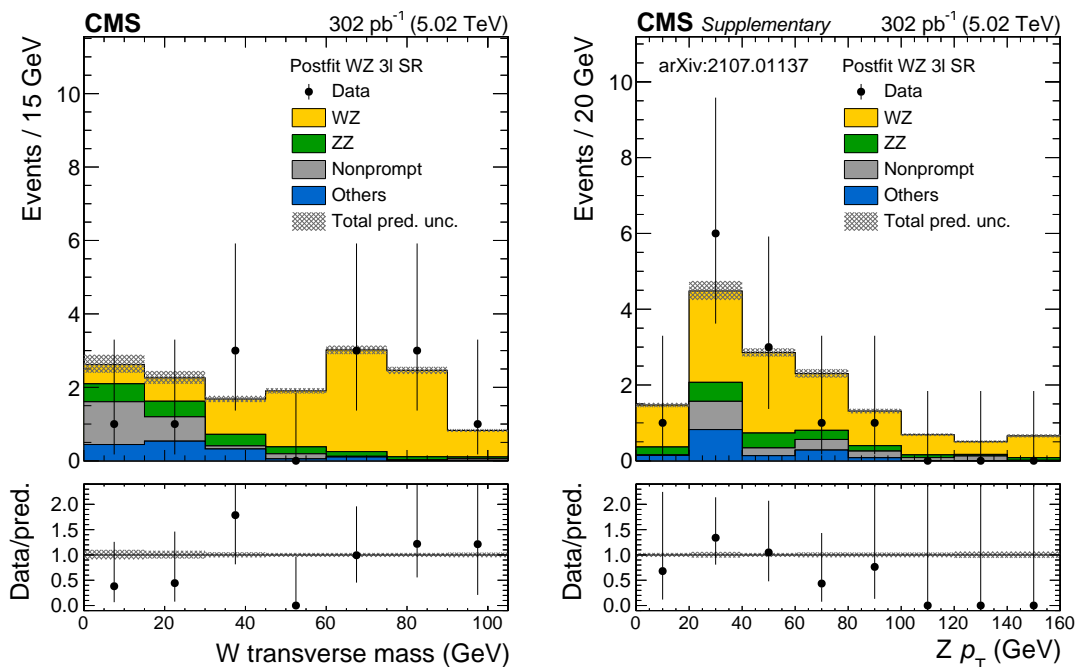 CMS 302 pb⁻¹ (5.02 TeV)
Events / 15 GeV
10
8
6
4
2
0
Postfit WZ 3l SR
Data
WZ
ZZ
Nonprompt
Others
Total pred. unc.
Data/pred.
2.0
1.5
1.0
0.5
0.0
0 20 40 60 80 100
W transverse mass (GeV)
CMS Supplementary 302 pb⁻¹ (5.02 TeV)
Events / 20 GeV
10
8
6
4
2
0
arXiv:2107.01137
Postfit WZ 3l SR
Data
WZ
ZZ
Nonprompt
Others
Total pred. unc.
Data/pred.
2.0
1.5
1.0
0.5
0.0
0 20 40 60 80 100 120 140 160
Z p_T (GeV)